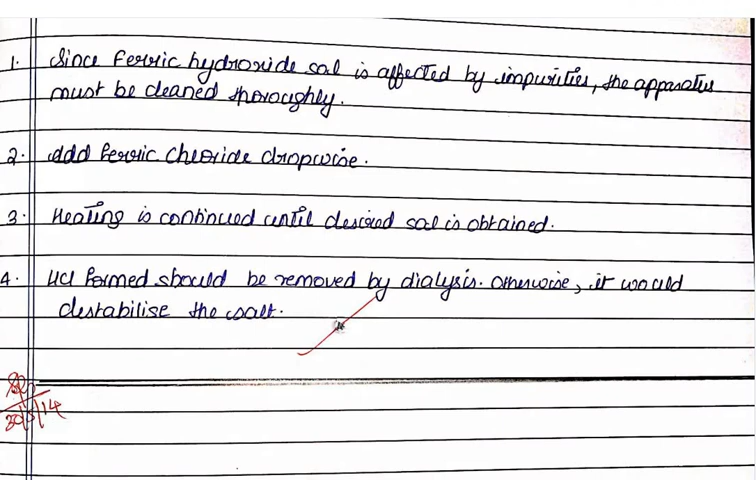 1. Since Ferric hydroxide sol is affected by impurities, the apparatus
must be cleaned thoroughly.
2. add Ferric Chloride dropwise.
3. Heating is continued until desired sol is obtained.
4. HCl formed should be removed by dialysis. Otherwise, it would
destabilise the salt.